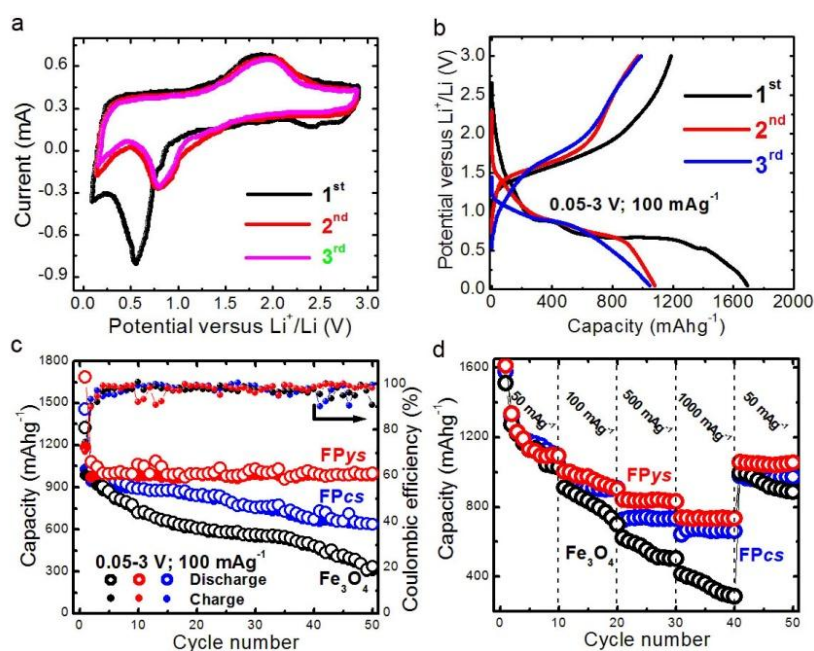 a
0.6
0.3
0.0
-0.3
-0.6
-0.9
Current (mA)
1st
2nd
3rd
0.0 0.5 1.0 1.5 2.0 2.5 3.0
Potential versus Li+/Li (V)
b
3.0
2.5
2.0
1.5
1.0
0.5
0.0
Potential versus Li+/Li (V)
1st
2nd
3rd
0.05-3 V; 100 mAg-1
0 400 800 1200 1600 2000
Capacity (mAhg-1)
c
1800
1500
1200
900
600
300
0
Capacity (mAhg-1)
100
80
60
40
20
0
Coulombic efficiency (%)
FPys
FPcs
Fe3O4
0.05-3 V; 100 mAg-1
Discharge
Charge
0 10 20 30 40 50
Cycle number
d
1600
1200
800
400
Capacity (mAhg-1)
50 mAg-1
100 mAg-1
500 mAg-1
1000 mAg-1
50 mAg-1
FPys
Fe3O4
FPcs
0 10 20 30 40 50
Cycle number